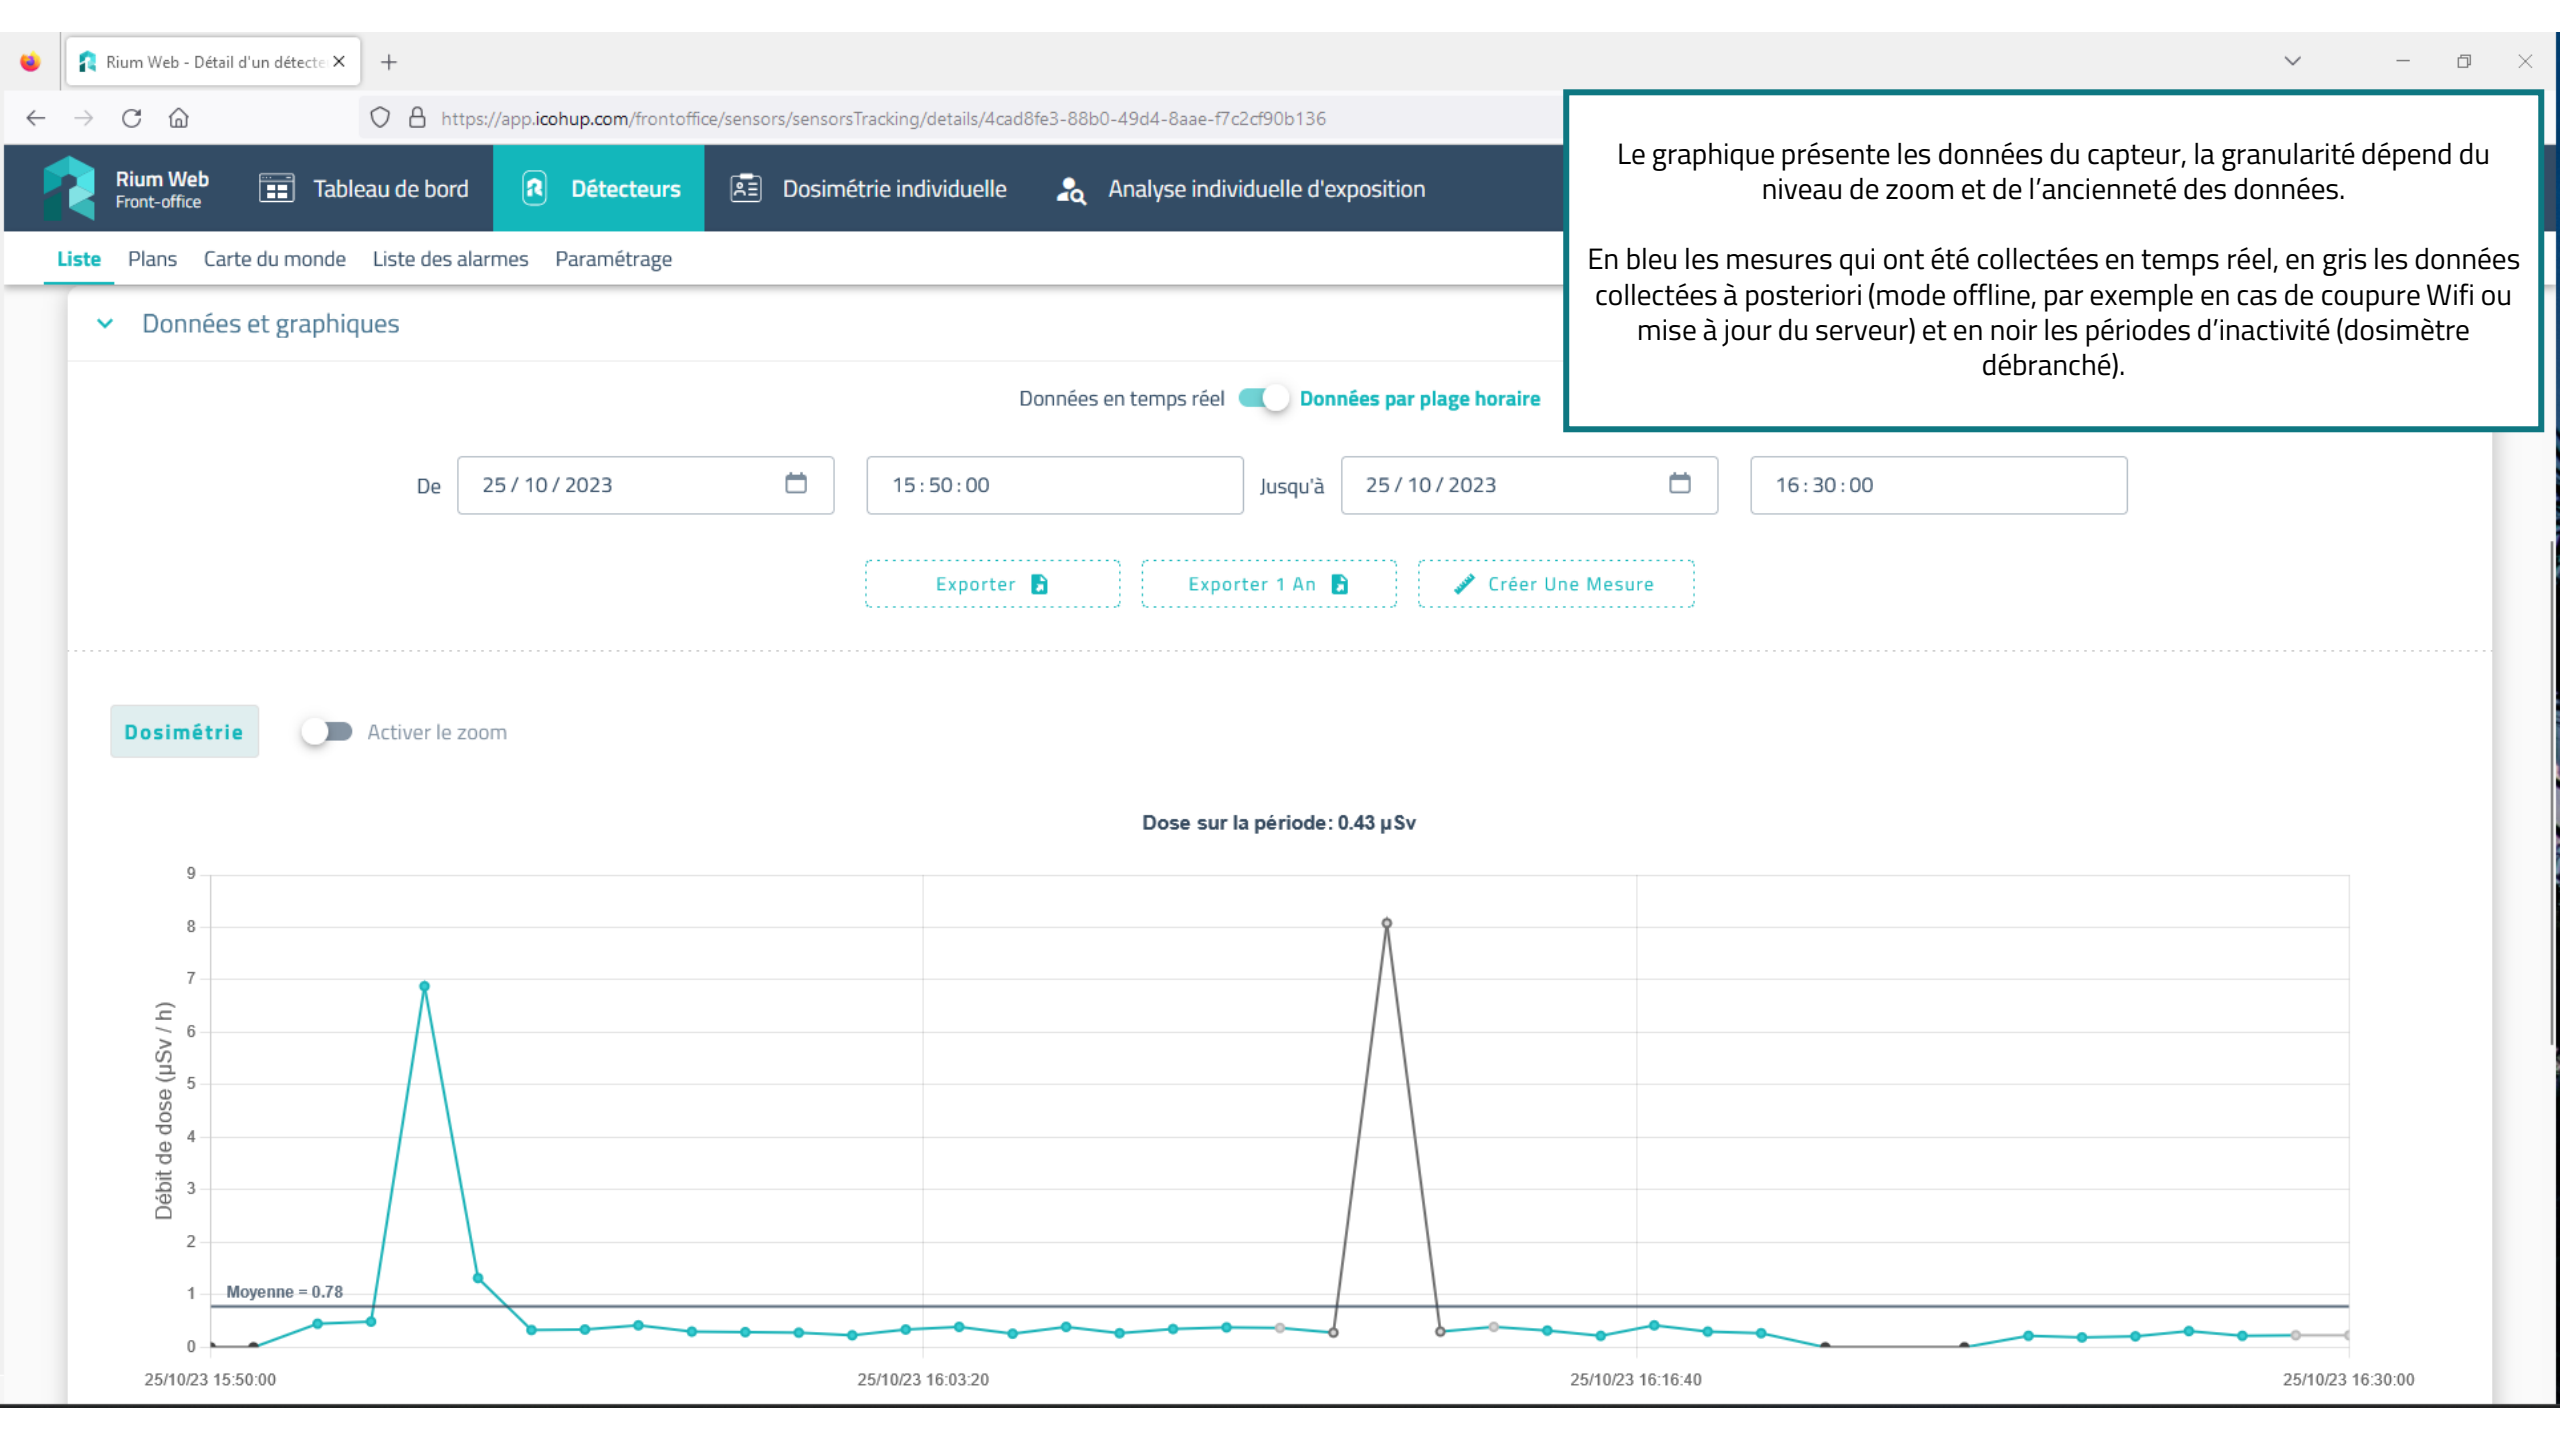 Rium Web - Détail d'un détecte
https://app.icohup.com/frontoffice/sensors/sensorsTracking/details/4cad8fe3-88b0-49d4-8aae-f7c2cf90b136
Rium Web
Front-office
Tableau de bord
Détecteurs
Dosimétrie individuelle
Analyse individuelle d'exposition
Le graphique présente les données du capteur, la granularité dépend du
niveau de zoom et de l’ancienneté des données.
En bleu les mesures qui ont été collectées en temps réel, en gris les données
collectées à posteriori (mode offline, par exemple en cas de coupure Wifi ou
mise à jour du serveur) et en noir les périodes d’inactivité (dosimètre
débranché).
Liste Plans Carte du monde Liste des alarmes Paramétrage
Données et graphiques
Données en temps réel Données par plage horaire
De 25 / 10 / 2023 15 : 50 : 00 Jusqu'à 25 / 10 / 2023 16 : 30 : 00
Exporter Exporter 1 An Créer Une Mesure
Dosimétrie Activer le zoom
Dose sur la période: 0.43 µSv
Débit de dose (µSv / h)
9
8
7
6
5
4
3
2
1
0
Moyenne = 0.78
25/10/23 15:50:00 25/10/23 16:03:20 25/10/23 16:16:40 25/10/23 16:30:00